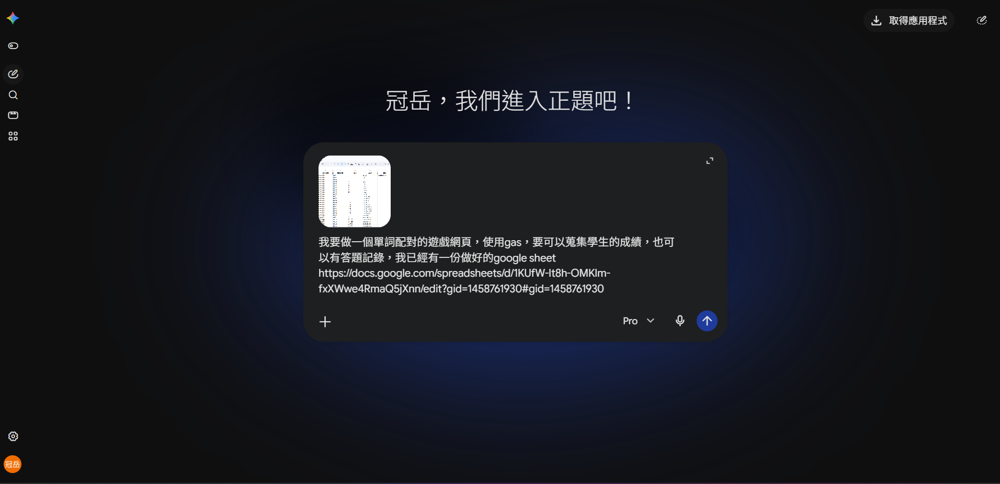 取得應用程式
冠岳，我們進入正題吧！
我要做一個單詞配對的遊戲網頁，使用gas，要可以蒐集學生的成績，也可
以有答題記錄，我已經有一份做好的google sheet
https://docs.google.com/spreadsheets/d/1KUfW-It8h-OMKlm-
fxXWwe4RmaQ5jXnn/edit?gid=1458761930#gid=1458761930
Pro
冠岳